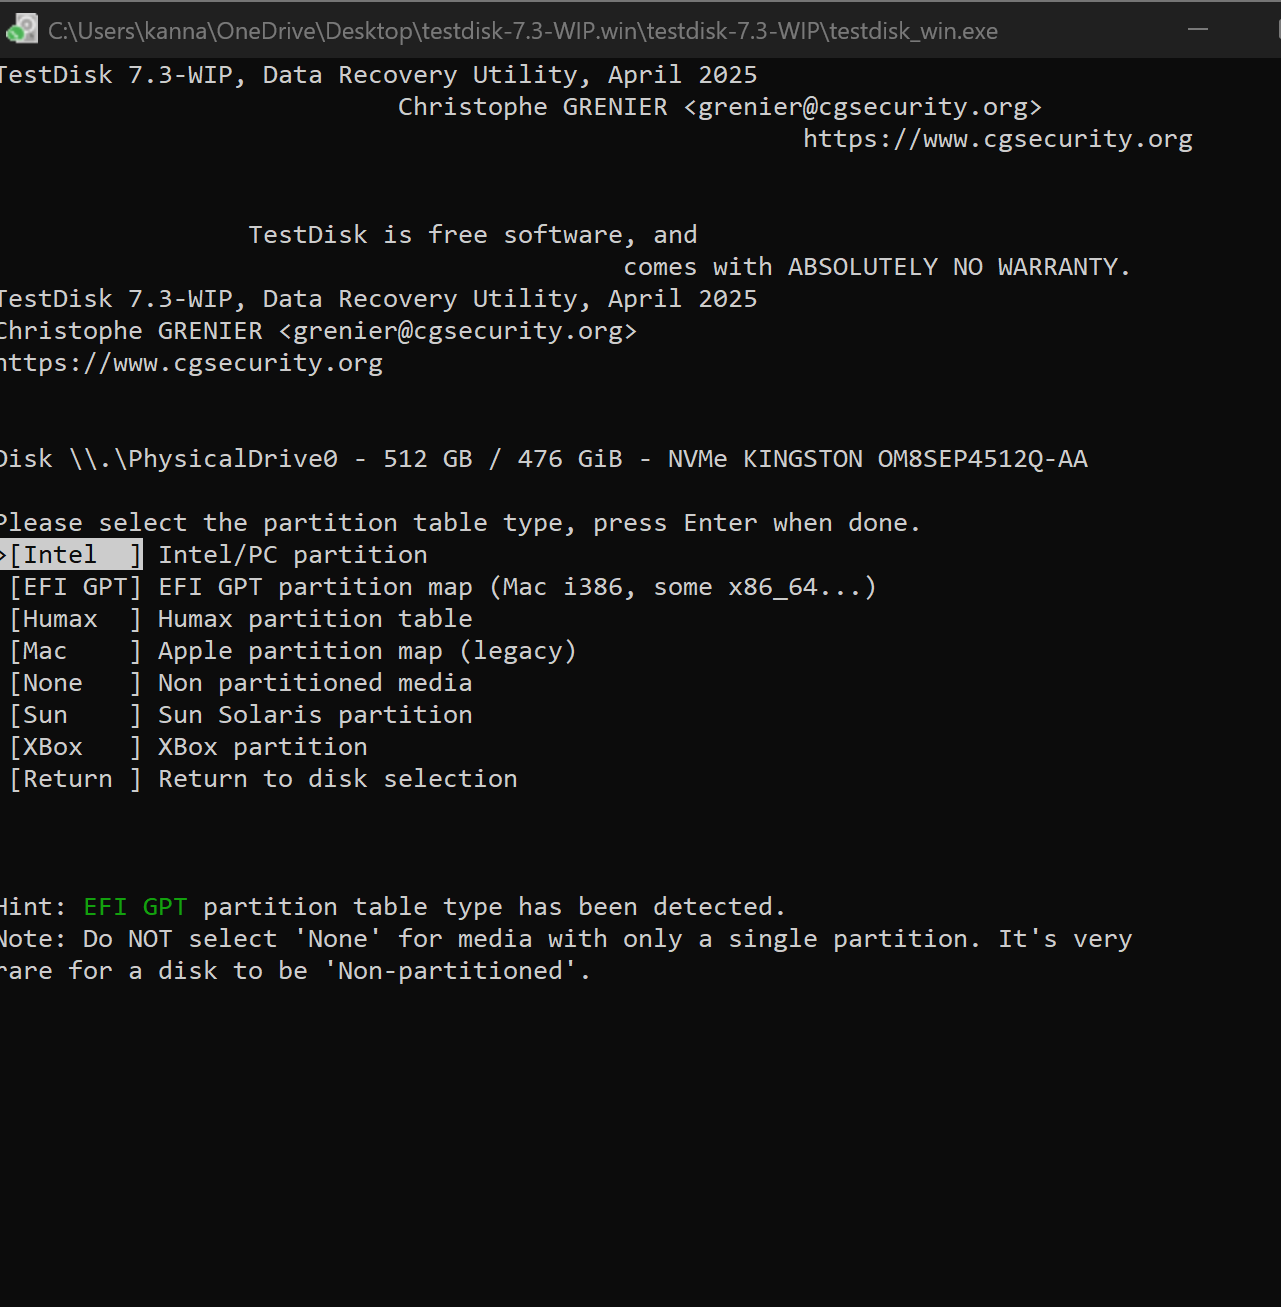 C:\Users\kanna\OneDrive\Desktop\testdisk-7.3-WIP.win\testdisk-7.3-WIP\testdisk_win.exe
TestDisk 7.3-WIP, Data Recovery Utility, April 2025
Christophe GRENIER <grenier@cgsecurity.org>
https://www.cgsecurity.org
TestDisk is free software, and
comes with ABSOLUTELY NO WARRANTY.
TestDisk 7.3-WIP, Data Recovery Utility, April 2025
Christophe GRENIER <grenier@cgsecurity.org>
https://www.cgsecurity.org
Disk \\.\PhysicalDrive0 - 512 GB / 476 GiB - NVMe KINGSTON OM8SEP4512Q-AA
Please select the partition table type, press Enter when done.
>[Intel  ] Intel/PC partition
[EFI GPT] EFI GPT partition map (Mac i386, some x86_64...)
[Humax  ] Humax partition table
[Mac    ] Apple partition map (legacy)
[None   ] Non partitioned media
[Sun    ] Sun Solaris partition
[XBox   ] XBox partition
[Return ] Return to disk selection
Hint: EFI GPT partition table type has been detected.
Note: Do NOT select 'None' for media with only a single partition. It's very
rare for a disk to be 'Non-partitioned'.